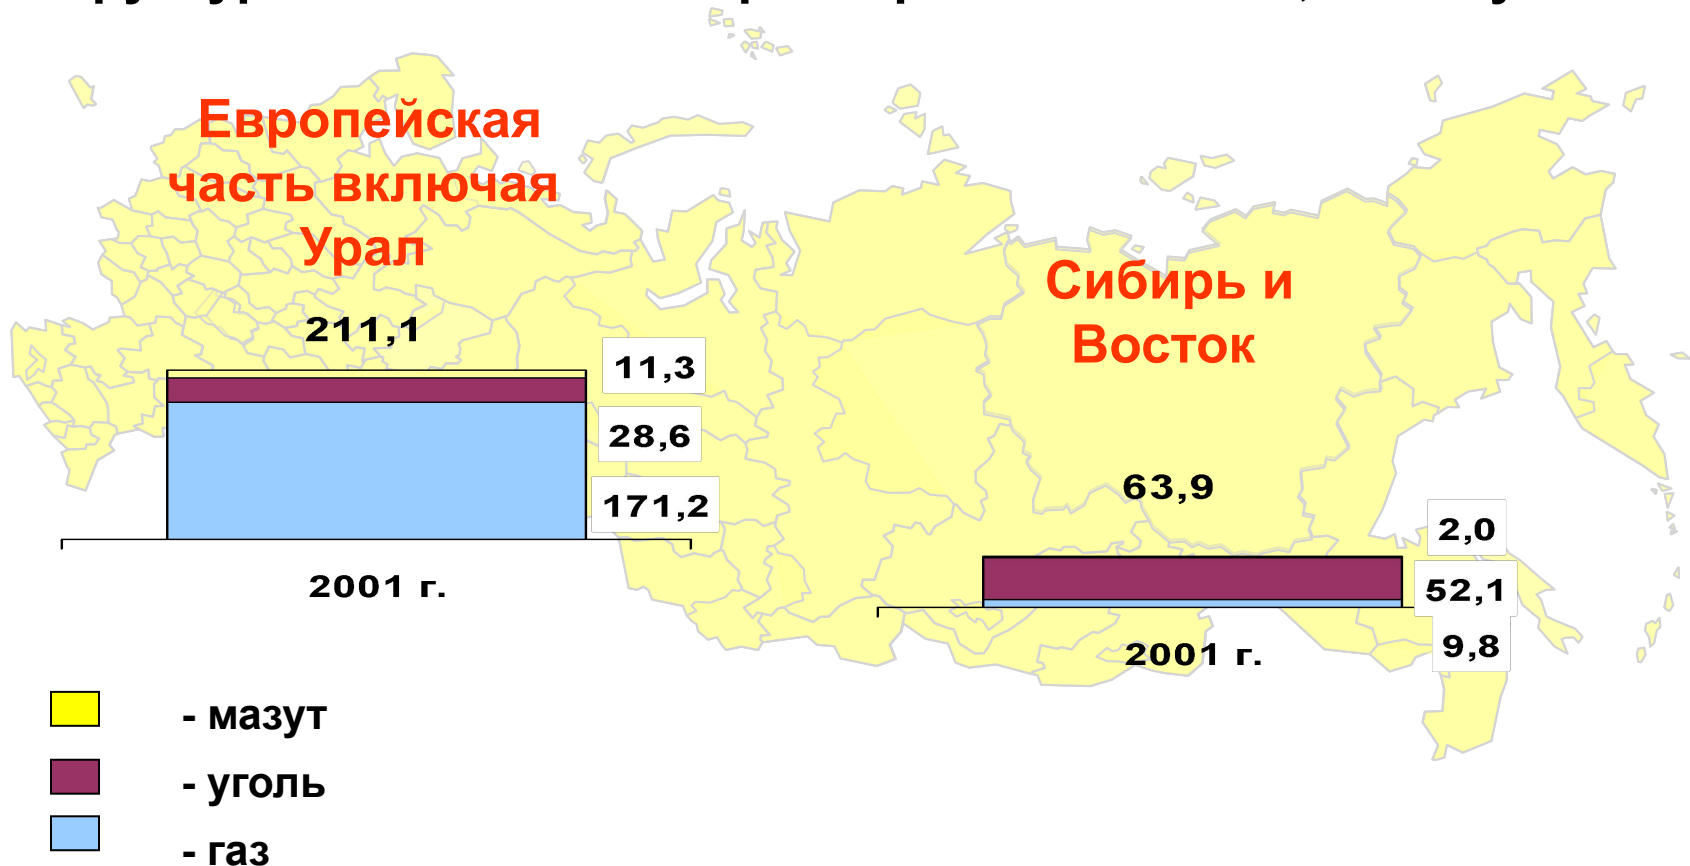 Европейская
часть включая
Урал
Сибирь и
Восток
211,1
11,3
28,6
171,2
2001 г.
63,9
2,0
52,1
9,8
2001 г.
- мазут
- уголь
- газ